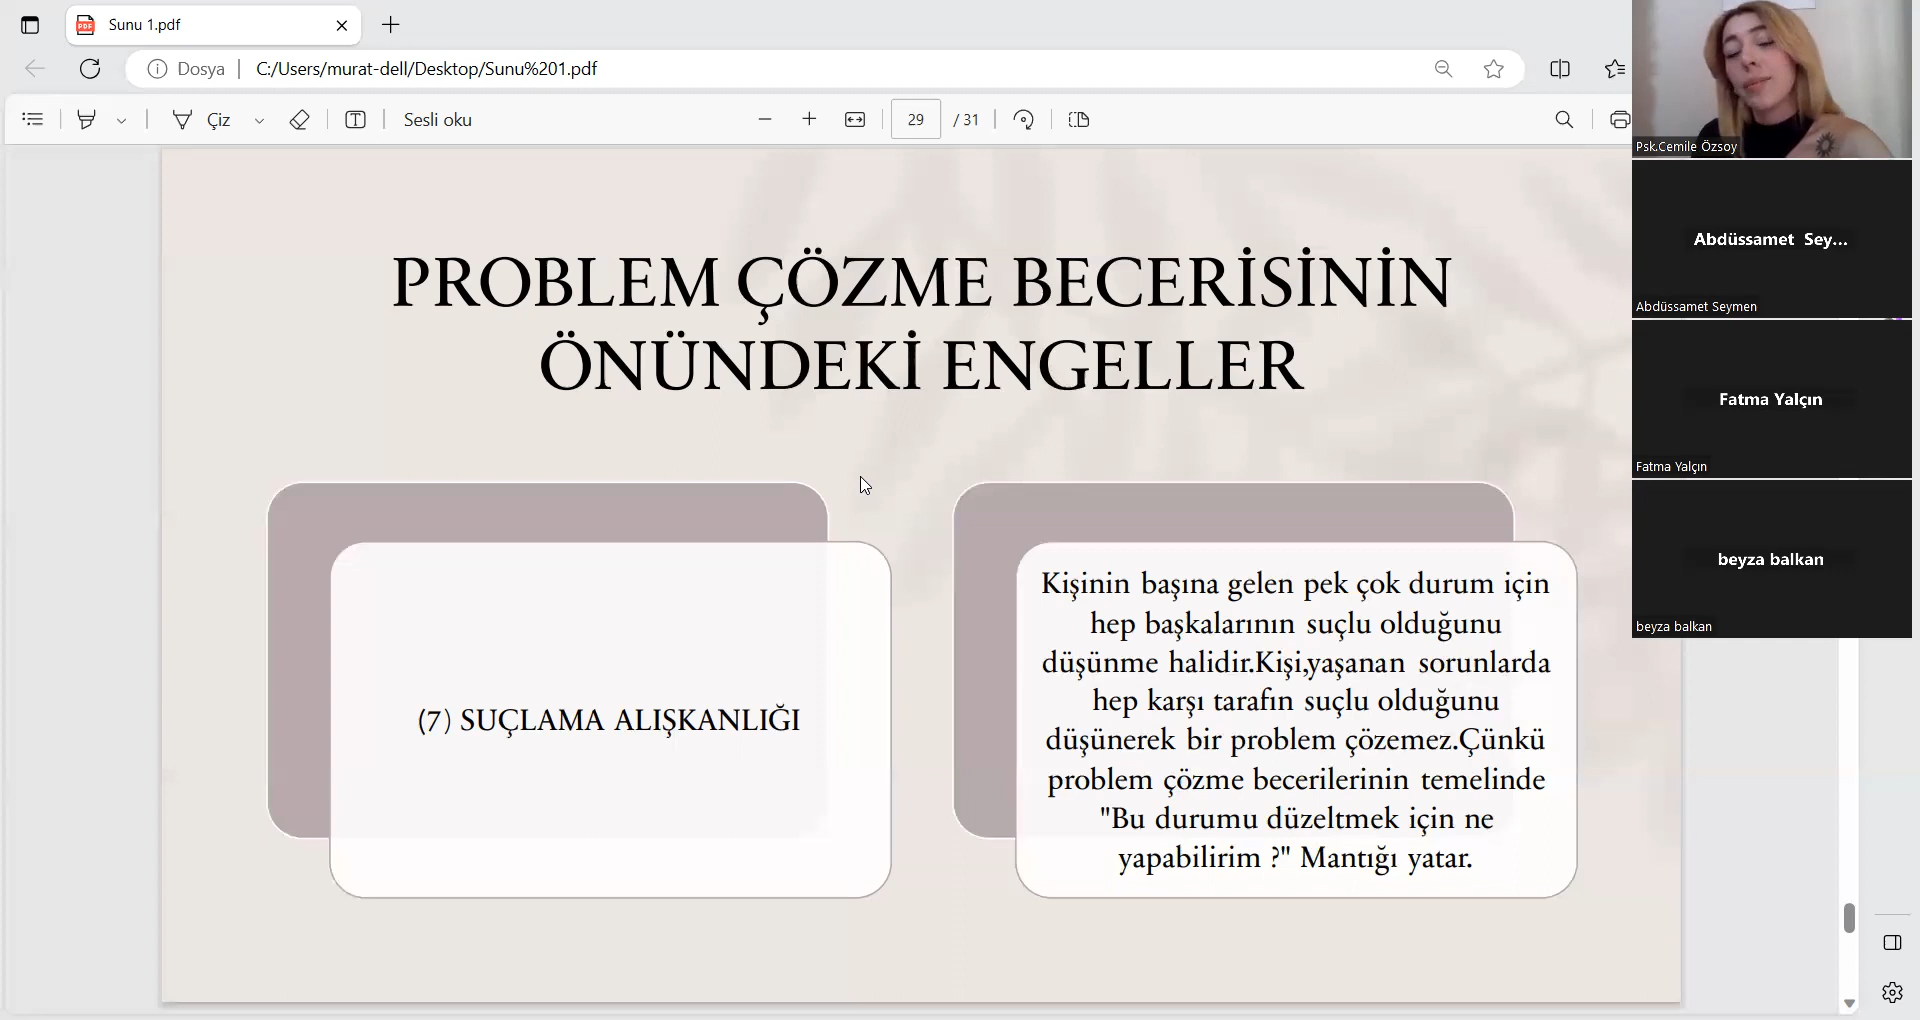 Sunu 1.pdf
Dosya
C:/Users/murat-dell/Desktop/Sunu%201.pdf
Çiz
Sesli oku
29 / 31
PROBLEM ÇÖZME BECERİSİNİN
ÖNÜNDEKİ ENGELLER
(7) SUÇLAMA ALIŞKANLIĞI
Kişinin başına gelen pek çok durum için
hep başkalarının suçlu olduğunu
düşünme halidir.Kişi,yaşanan sorunlarda
hep karşı tarafın suçlu olduğunu
düşünerek bir problem çözemez.Çünkü
problem çözme becerilerinin temelinde
"Bu durumu düzeltmek için ne
yapabilirim ?" Mantığı yatar.
Psk.Cemile Özsoy
Abdüssamet Sey...
Abdüssamet Seymen
Fatma Yalçın
Fatma Yalçın
beyza balkan
beyza balkan